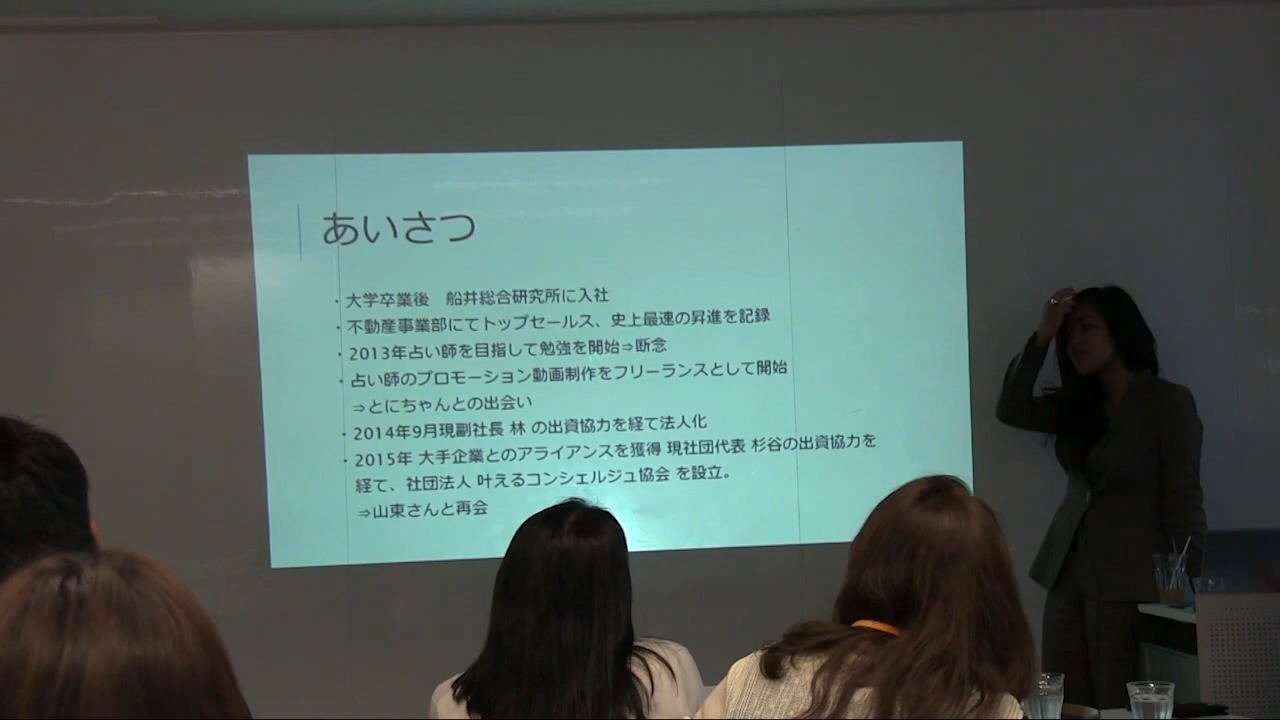 あいさつ
・大学卒業後　船井総合研究所に入社
・不動産事業部にてトップセールス、史上最速の昇進を記録
・2013年占い師を目指して勉強を開始⇒断念
・占い師のプロモーション動画制作をフリーランスとして開始
⇒とにちゃんとの出会い
・2014年9月現副社長 林 の出資協力を経て法人化
・2015年 大手企業とのアライアンスを獲得 現社団代表 杉谷の出資協力を
経て、社団法人 叶えるコンシェルジュ協会 を設立。
⇒山東さんと再会